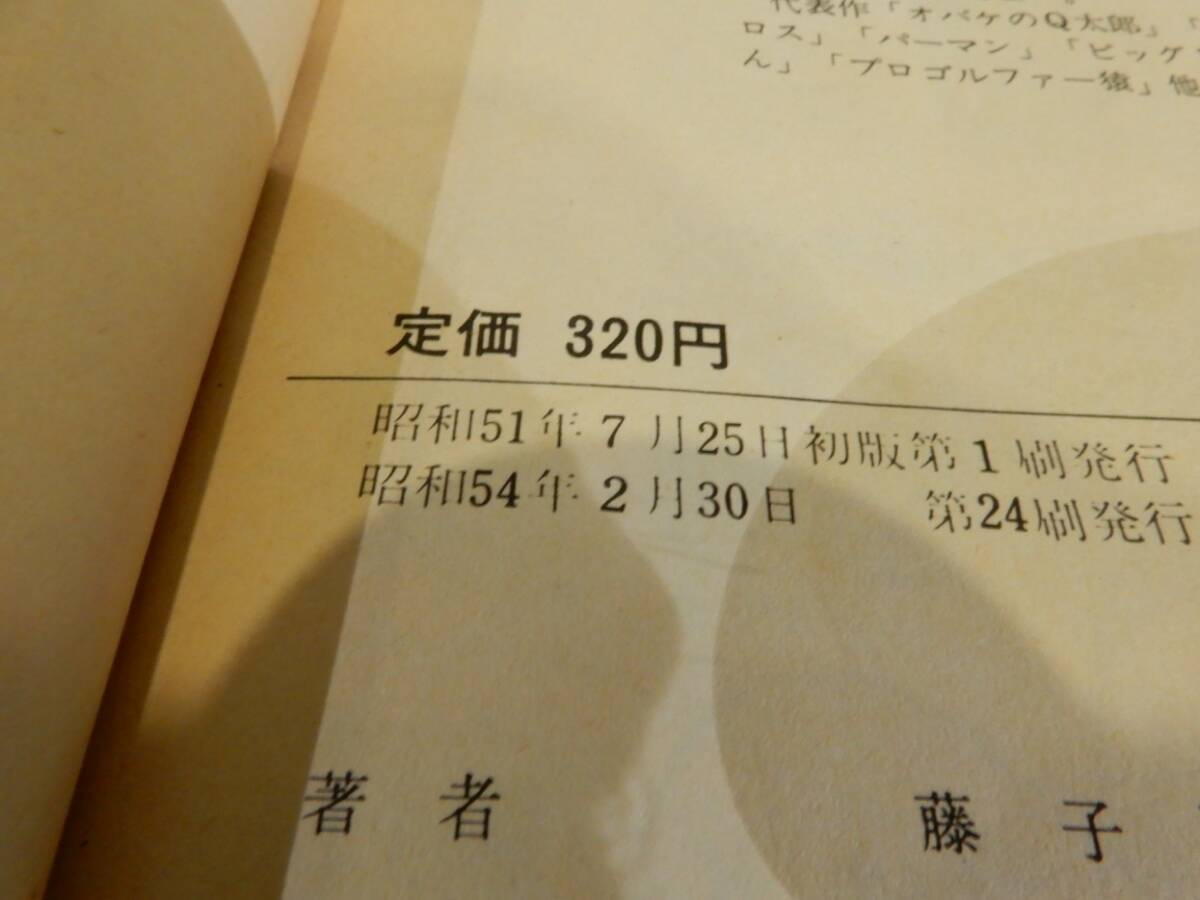 代表作「オバケのQ太郎」「
ロス」「パーマン」「ビッグ
ん」「プロゴルファー猿」他
定価 320円
昭和51年7月25日初版第1刷発行
昭和54年2月30日 第24刷発行
著者 藤子